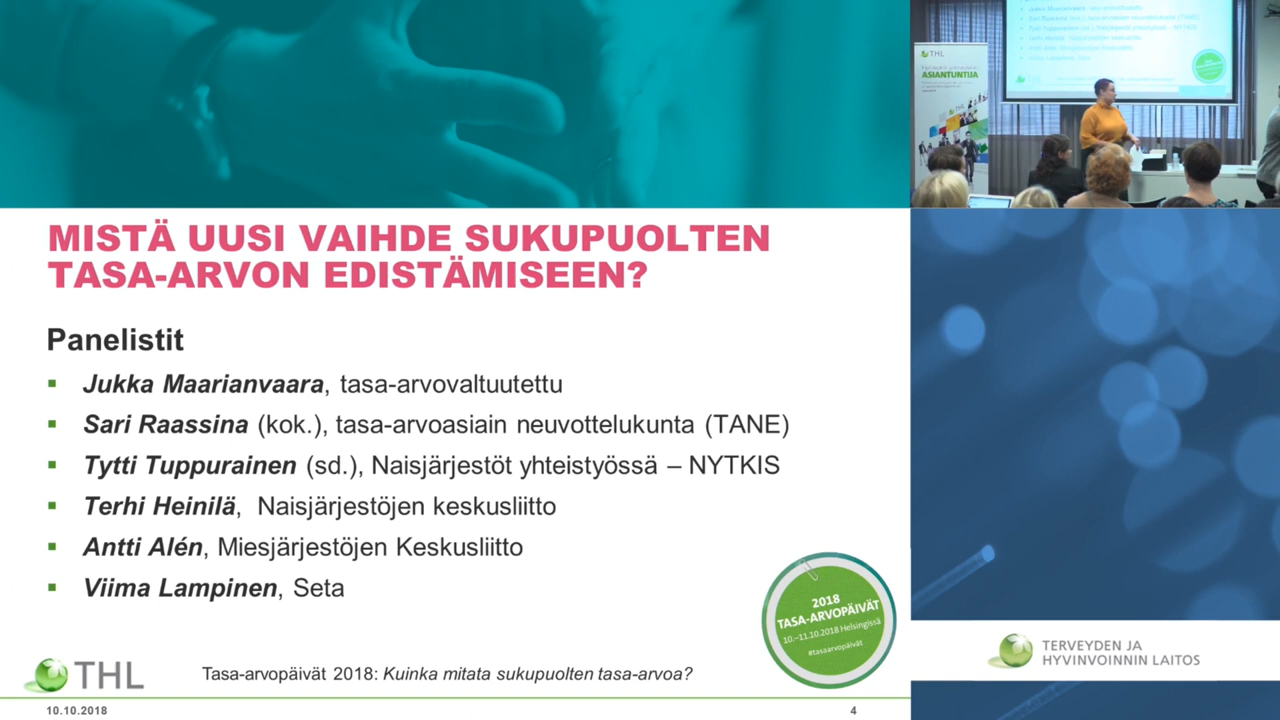 MISTÄ UUSI VAIHDE SUKUPUOLTEN
TASA-ARVON EDISTÄMISEEN?
Panelistit
▪ Jukka Maarianvaara, tasa-arvovaltuutettu
▪ Sari Raassina (kok.), tasa-arvoasiain neuvottelukunta (TANE)
▪ Tytti Tuppurainen (sd.), Naisjärjestöt yhteistyössä – NYTKIS
▪ Terhi Heinilä, Naisjärjestöjen keskusliitto
▪ Antti Alén, Miesjärjestöjen Keskusliitto
▪ Viima Lampinen, Seta
2018
TASA-ARVOPÄIVÄT
10.–11.10.2018 Helsingissä
#tasaarvopäivät
THL
Tasa-arvopäivät 2018: Kuinka mitata sukupuolten tasa-arvoa?
10.10.2018
4
THL
ASIANTUNTIJA
THL
THL
TERVEYDEN JA
HYVINVOINNIN LAITOS